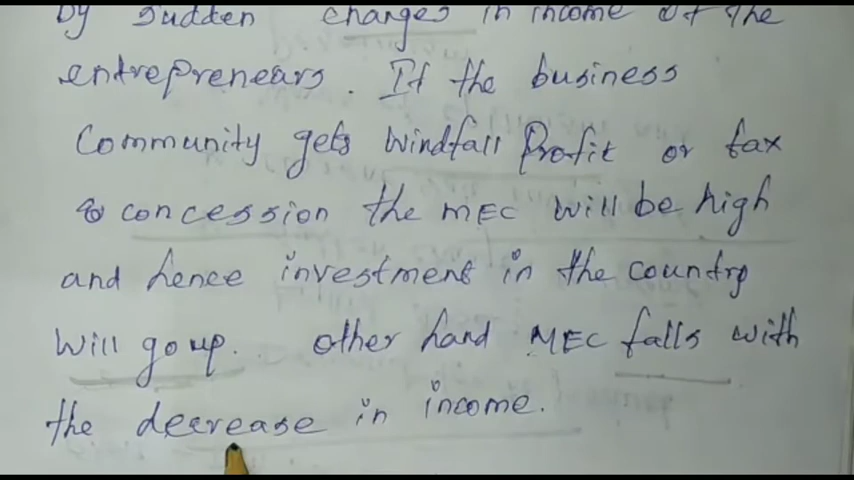 By sudden changes in income of the
entrepreneurs. If the business
Community gets windfall Profit or tax
concession the MEC will be high
and hence investment in the country
Will go up. Other hand MEC falls with
the decrease in income.